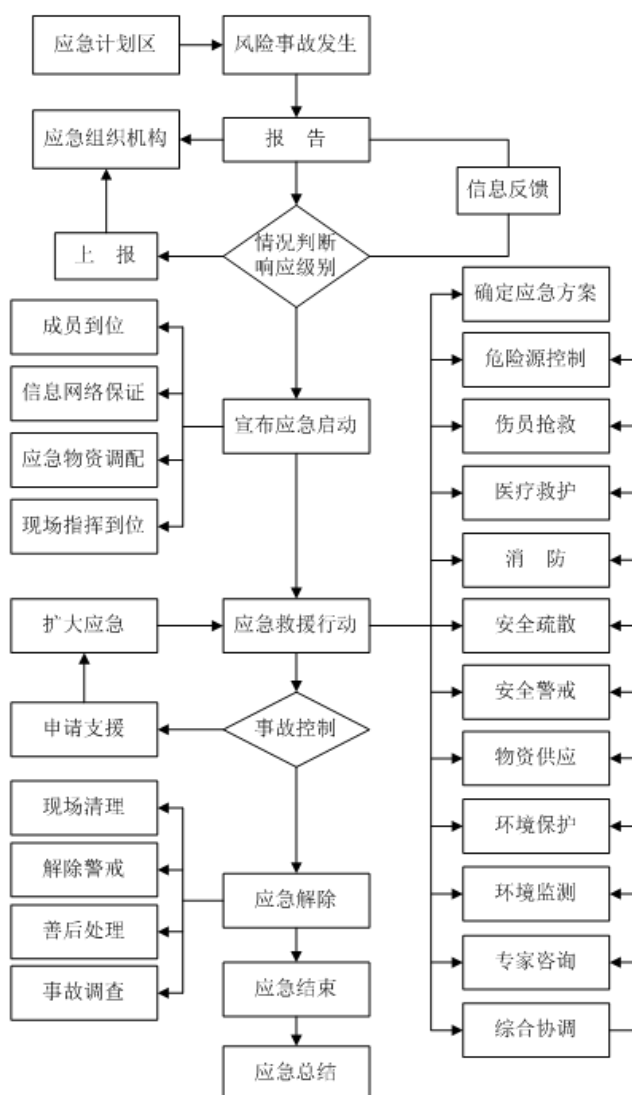 应急计划区
风险事故发生
应急组织机构
报 告
信息反馈
上 报
情况判断
响应级别
确定应急方案
成员到位
危险源控制
信息网络保证
宣布应急启动
伤员抢救
应急物资调配
医疗救护
现场指挥到位
消 防
扩大应急
应急救援行动
安全疏散
安全警戒
申请支援
事故控制
物资供应
现场清理
环境保护
解除警戒
应急解除
环境监测
善后处理
专家咨询
事故调查
应急结束
综合协调
应急总结